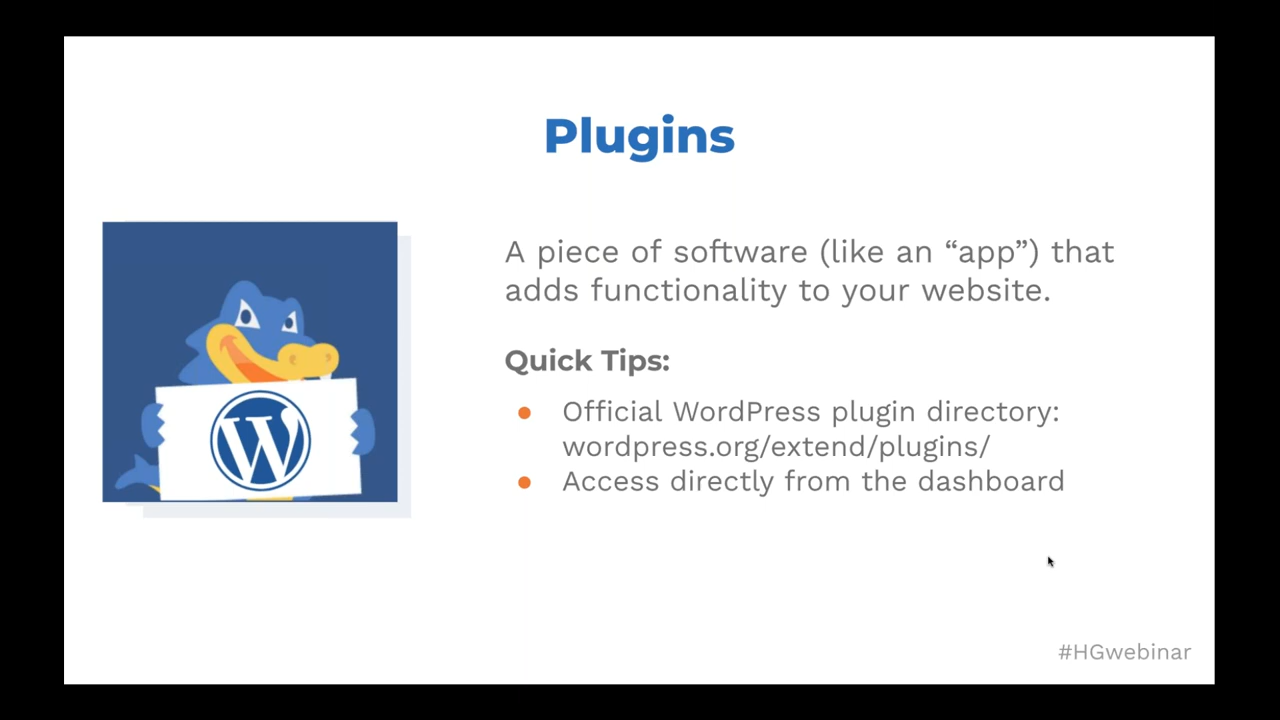 Plugins
A piece of software (like an “app”) that
adds functionality to your website.
Quick Tips:
● Official WordPress plugin directory:
wordpress.org/extend/plugins/
● Access directly from the dashboard
W
#HGwebinar